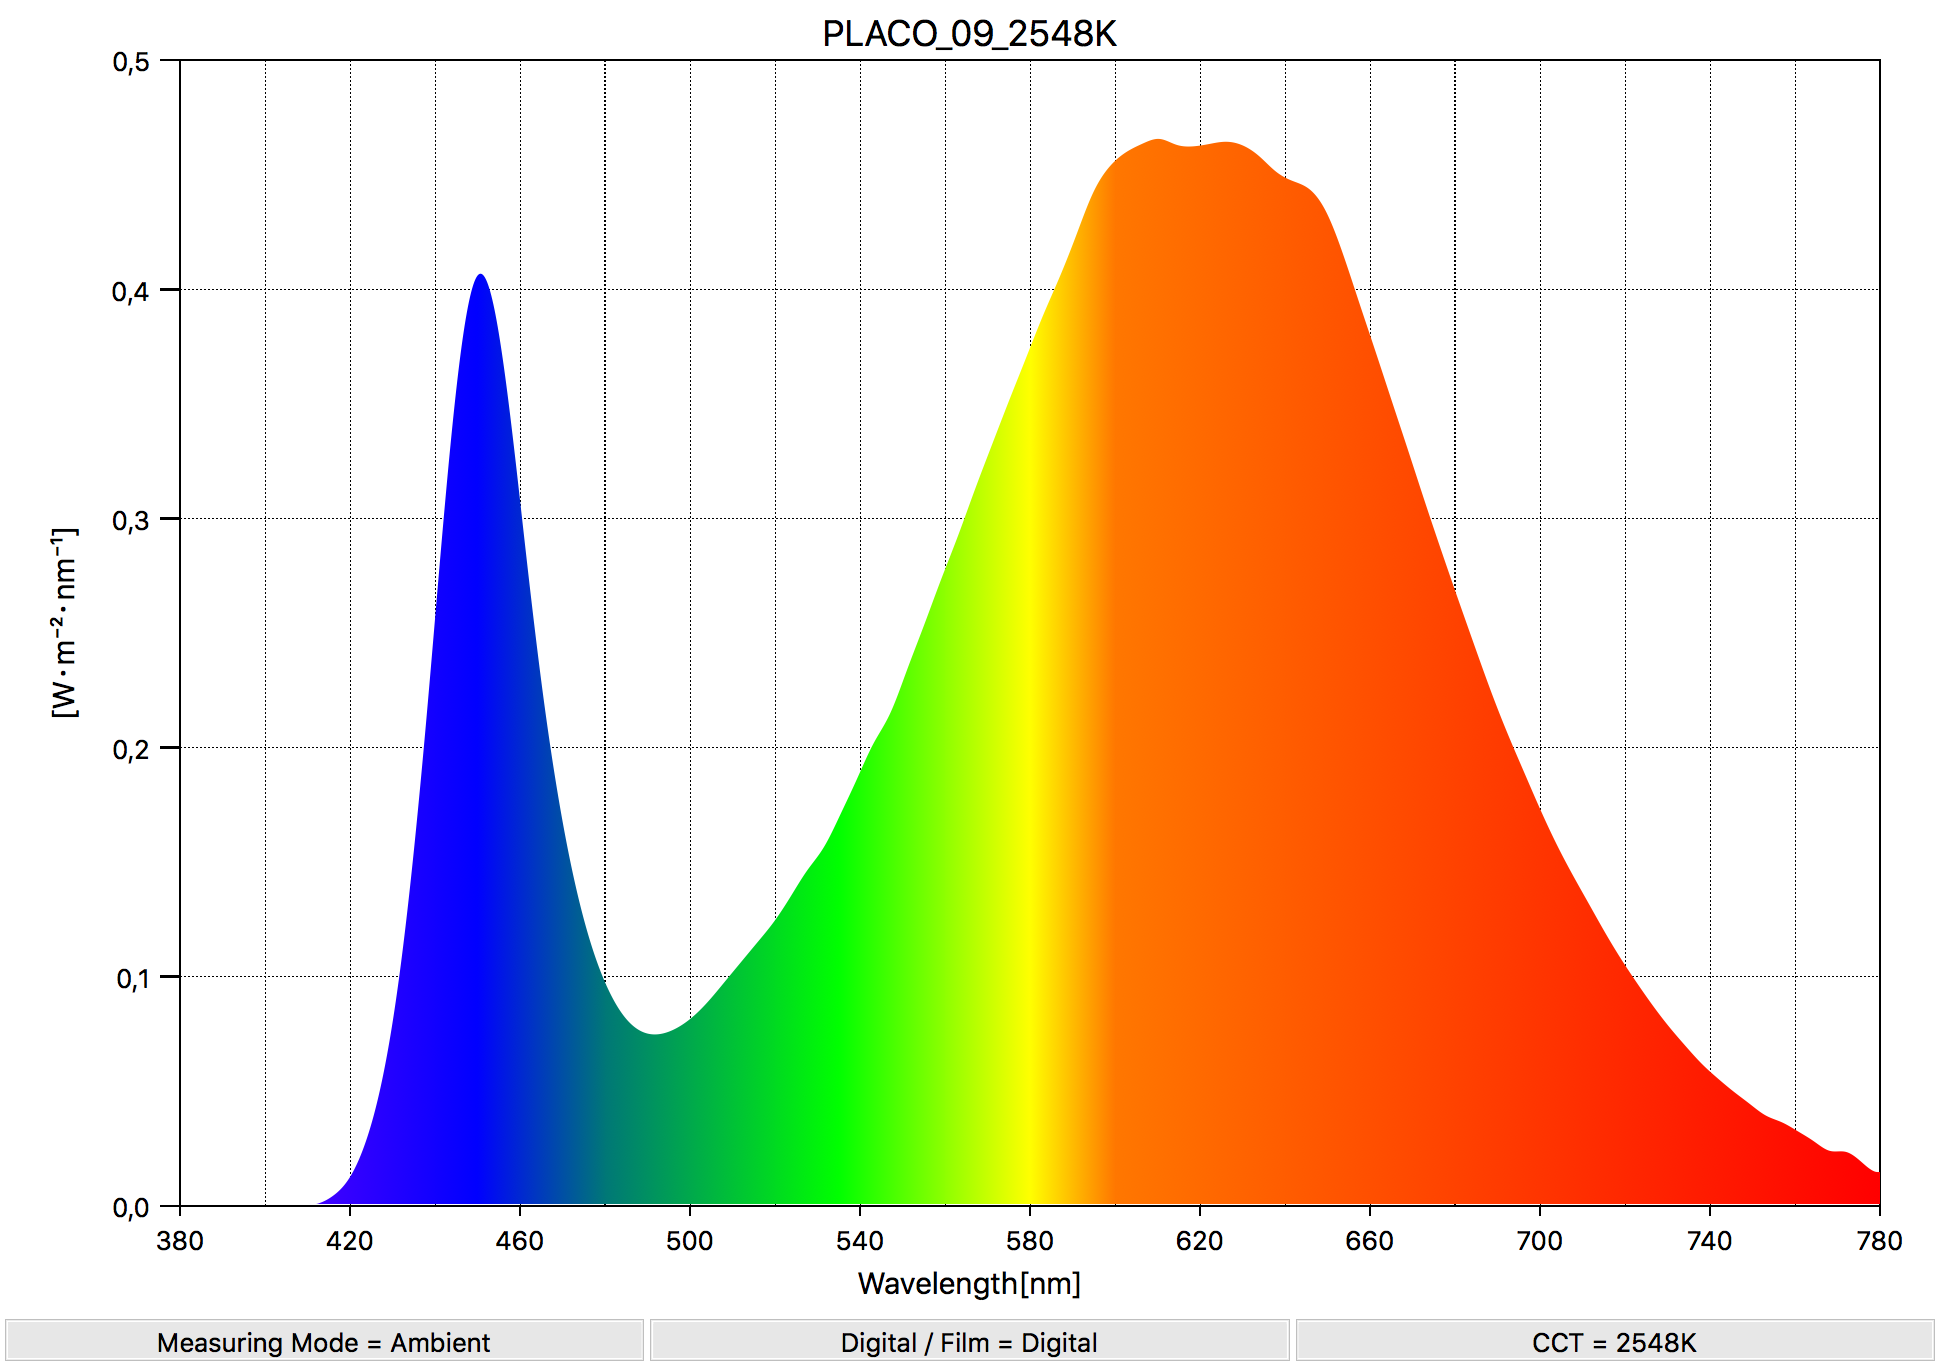 PLACO_09_2548K
0,5
0,4
0,3
0,2
0,1
0,0
[W·m⁻²·nm⁻¹]
380 420 460 500 540 580 620 660 700 740 780
Wavelength[nm]
Measuring Mode = Ambient Digital / Film = Digital CCT = 2548K